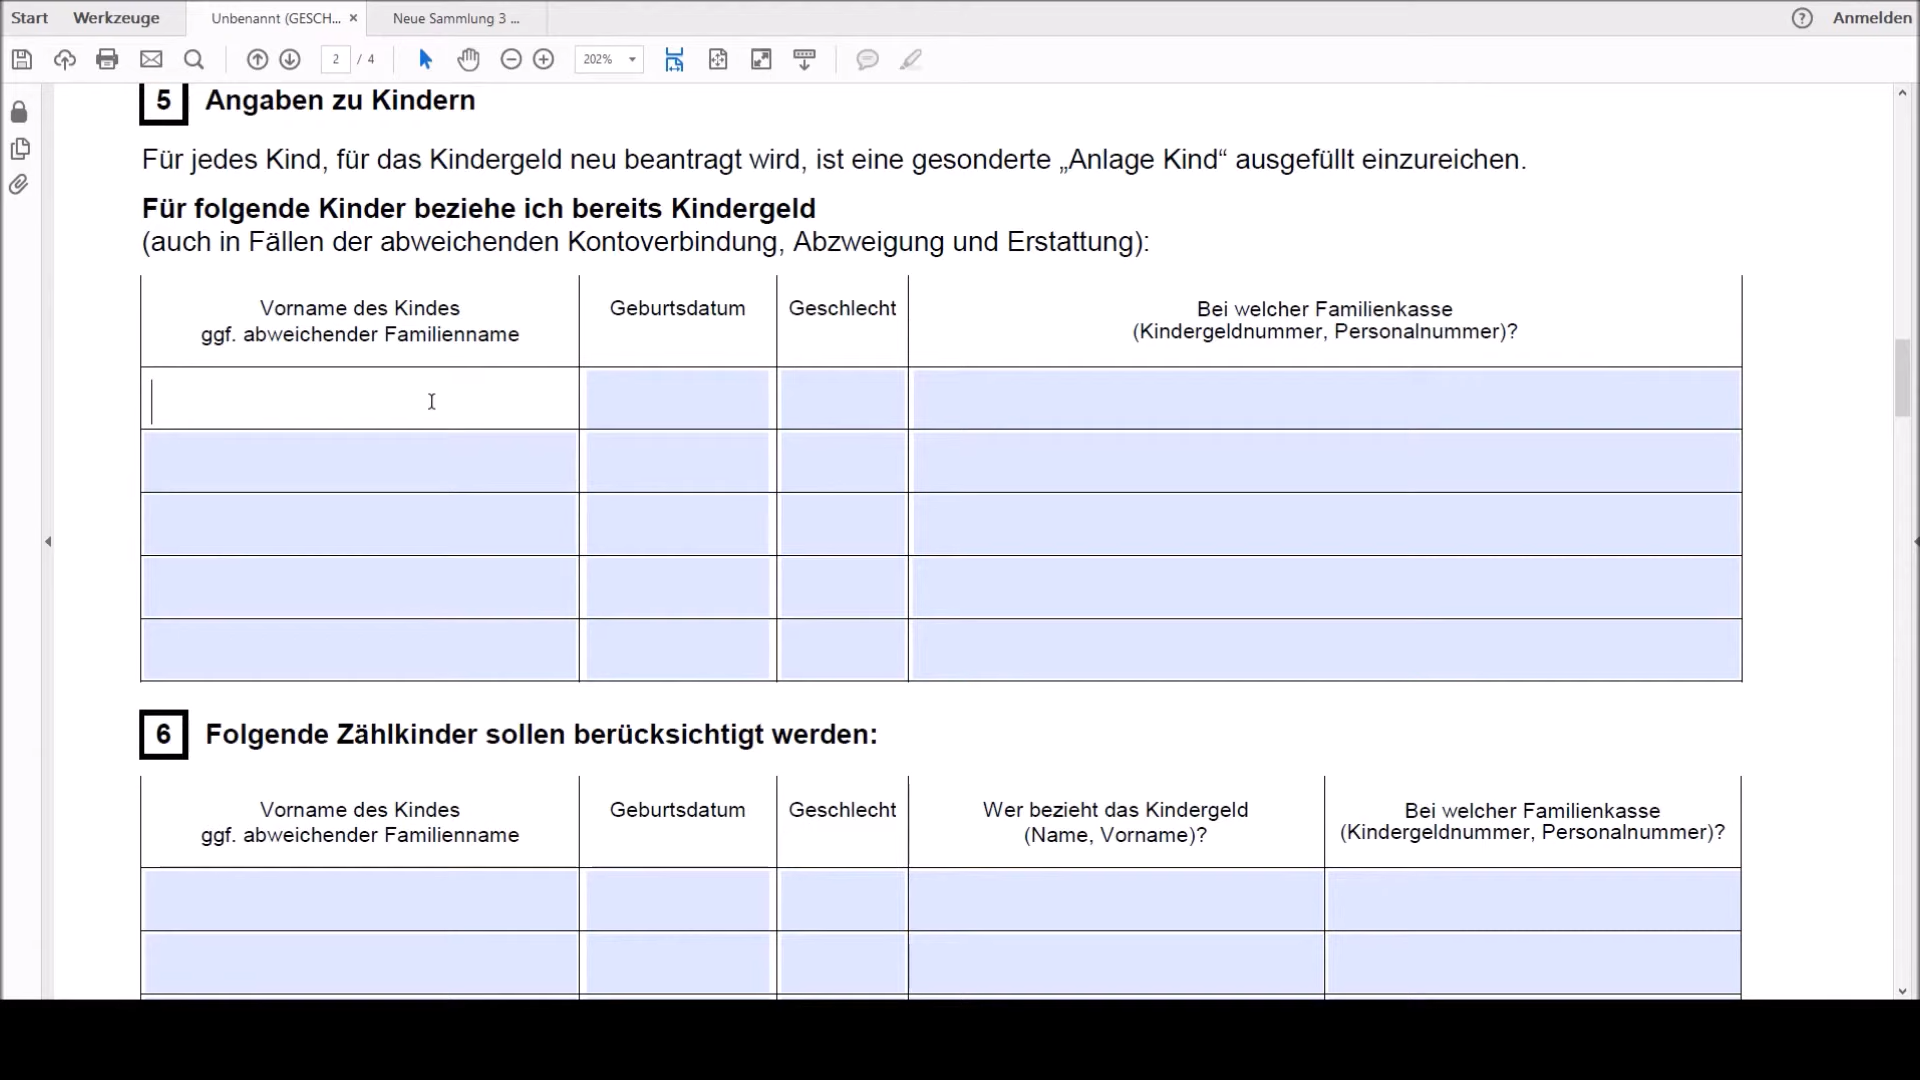 Start Werkzeuge Unbenannt (GESCH... × Neue Sammlung 3 ... Anmelden
2 / 4 202%
5 Angaben zu Kindern
Für jedes Kind, für das Kindergeld neu beantragt wird, ist eine gesonderte „Anlage Kind“ ausgefüllt einzureichen.
Für folgende Kinder beziehe ich bereits Kindergeld
(auch in Fällen der abweichenden Kontoverbindung, Abzweigung und Erstattung):
Vorname des Kindes
ggf. abweichender Familienname
Geburtsdatum
Geschlecht
Bei welcher Familienkasse
(Kindergeldnummer, Personalnummer)?
6 Folgende Zählkinder sollen berücksichtigt werden:
Vorname des Kindes
ggf. abweichender Familienname
Geburtsdatum
Geschlecht
Wer bezieht das Kindergeld
(Name, Vorname)?
Bei welcher Familienkasse
(Kindergeldnummer, Personalnummer)?